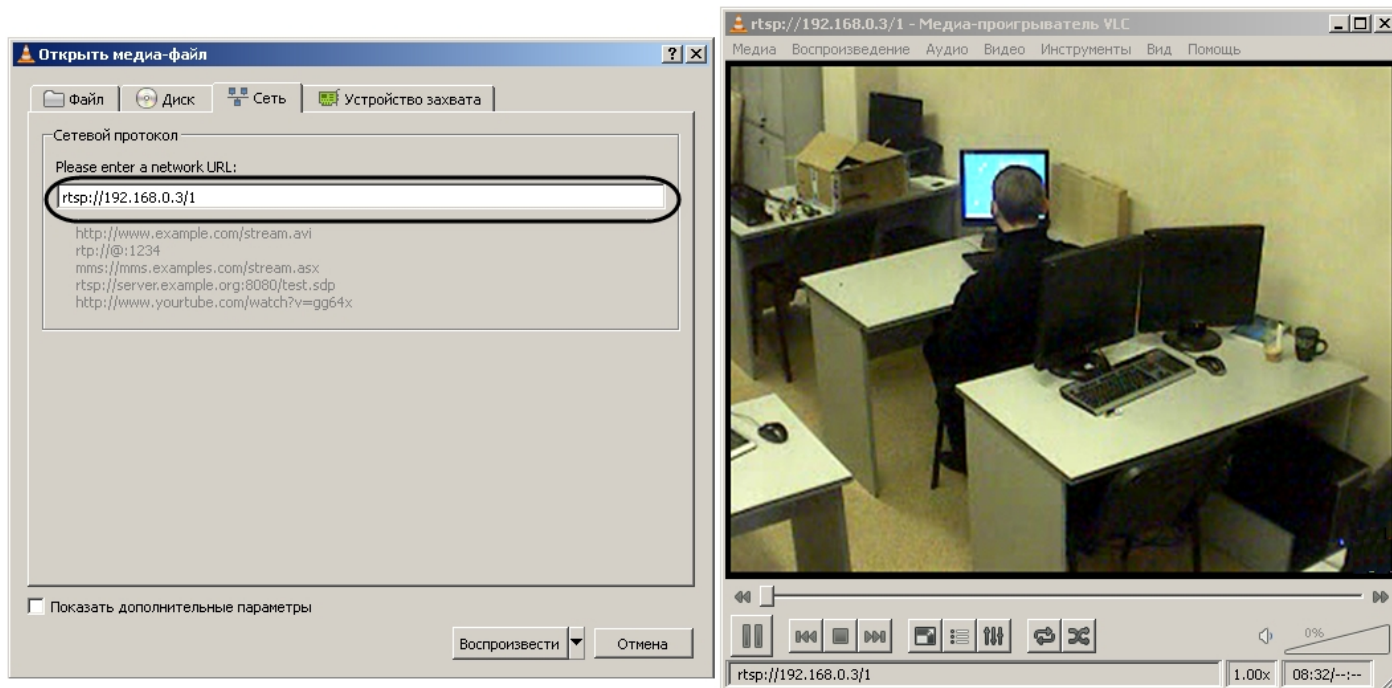 Открыть медиа-файл
Файл Диск Сеть Устройство захвата
Сетевой протокол
Please enter a network URL:
rtsp://192.168.0.3/1
http://www.example.com/stream.avi
rtp://@:1234
mms://mms.examples.com/stream.asx
rtsp://server.example.org:8080/test.sdp
http://www.yourtube.com/watch?v=gg64x
Показать дополнительные параметры
Воспроизвести Отмена
rtsp://192.168.0.3/1 - Медиа-проигрыватель VLC
Медиа Воспроизведение Аудио Видео Инструменты Вид Помощь
0%
rtsp://192.168.0.3/1 1.00x 08:32/--:--